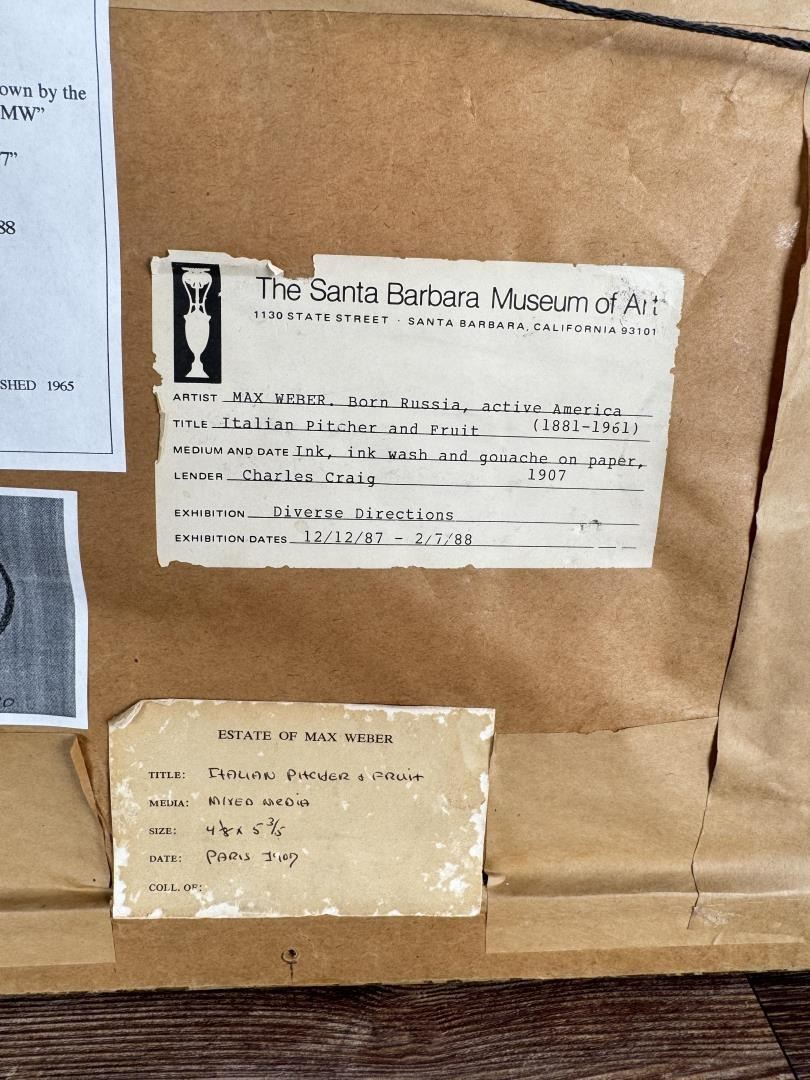 own by the
MW”
7”
88
SHED 1965
The Santa Barbara Museum of Art
1130 STATE STREET · SANTA BARBARA, CALIFORNIA 93101
ARTIST MAX WEBER. Born Russia, active America
TITLE Italian Pitcher and Fruit (1881-1961)
MEDIUM AND DATE Ink, ink wash and gouache on paper,
LENDER Charles Craig 1907
EXHIBITION Diverse Directions
EXHIBITION DATES 12/12/87 - 2/7/88
ESTATE OF MAX WEBER
TITLE: ITALIAN PITCHER & FRUIT
MEDIA: MIXED MEDIA
SIZE: 4 1/8 x 5 3/5
DATE: PARIS 1907
COLL. OF: